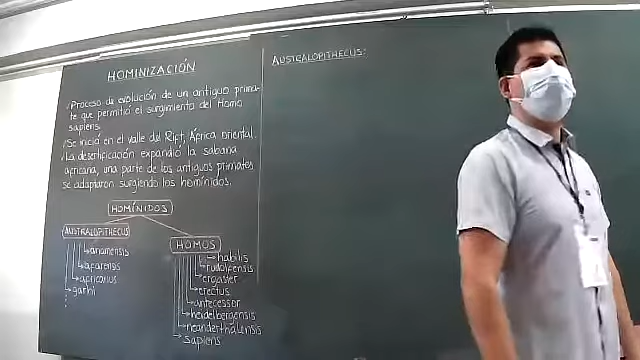 HOMINIZACIÓN
Proceso de evolución de un antiguo prima-
te que permitió el surgimiento del Homo
sapiens.
Se inició en el valle del Rift, África oriental.
La desertificación expandió la sabana
africana, una parte de los antiguos primates
se adaptaron surgiendo los homínidos.
HOMÍNIDOS
AUSTRALOPITHECUS
anamensis
afarensis
africanus
garhi
HOMOS
habilis
rudolfensis
ergaster
erectus
antecessor
heidelbergensis
neanderthalensis
sapiens
AUSTRALOPITHECUS: